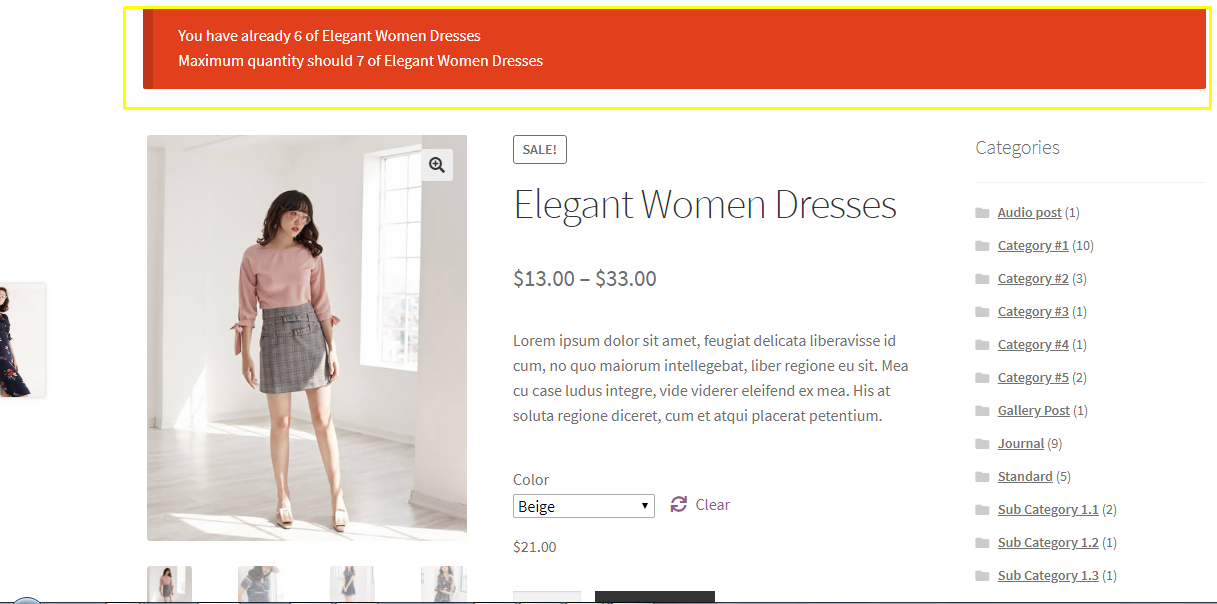 You have already 6 of Elegant Women Dresses
Maximum quantity should 7 of Elegant Women Dresses
SALE!
Elegant Women Dresses
$13.00 – $33.00
Lorem ipsum dolor sit amet, feugiat delicata liberavisse id
cum, no quo maiorum intellegebat, liber regione eu sit. Mea
cu case ludus integre, vide viderer eleifend ex mea. His at
soluta regione diceret, cum et atqui placerat petentium.
Color
Beige
Clear
$21.00
Categories
Audio post (1)
Category #1 (10)
Category #2 (3)
Category #3 (1)
Category #4 (1)
Category #5 (2)
Gallery Post (1)
Journal (9)
Standard (5)
Sub Category 1.1 (2)
Sub Category 1.2 (1)
Sub Category 1.3 (1)